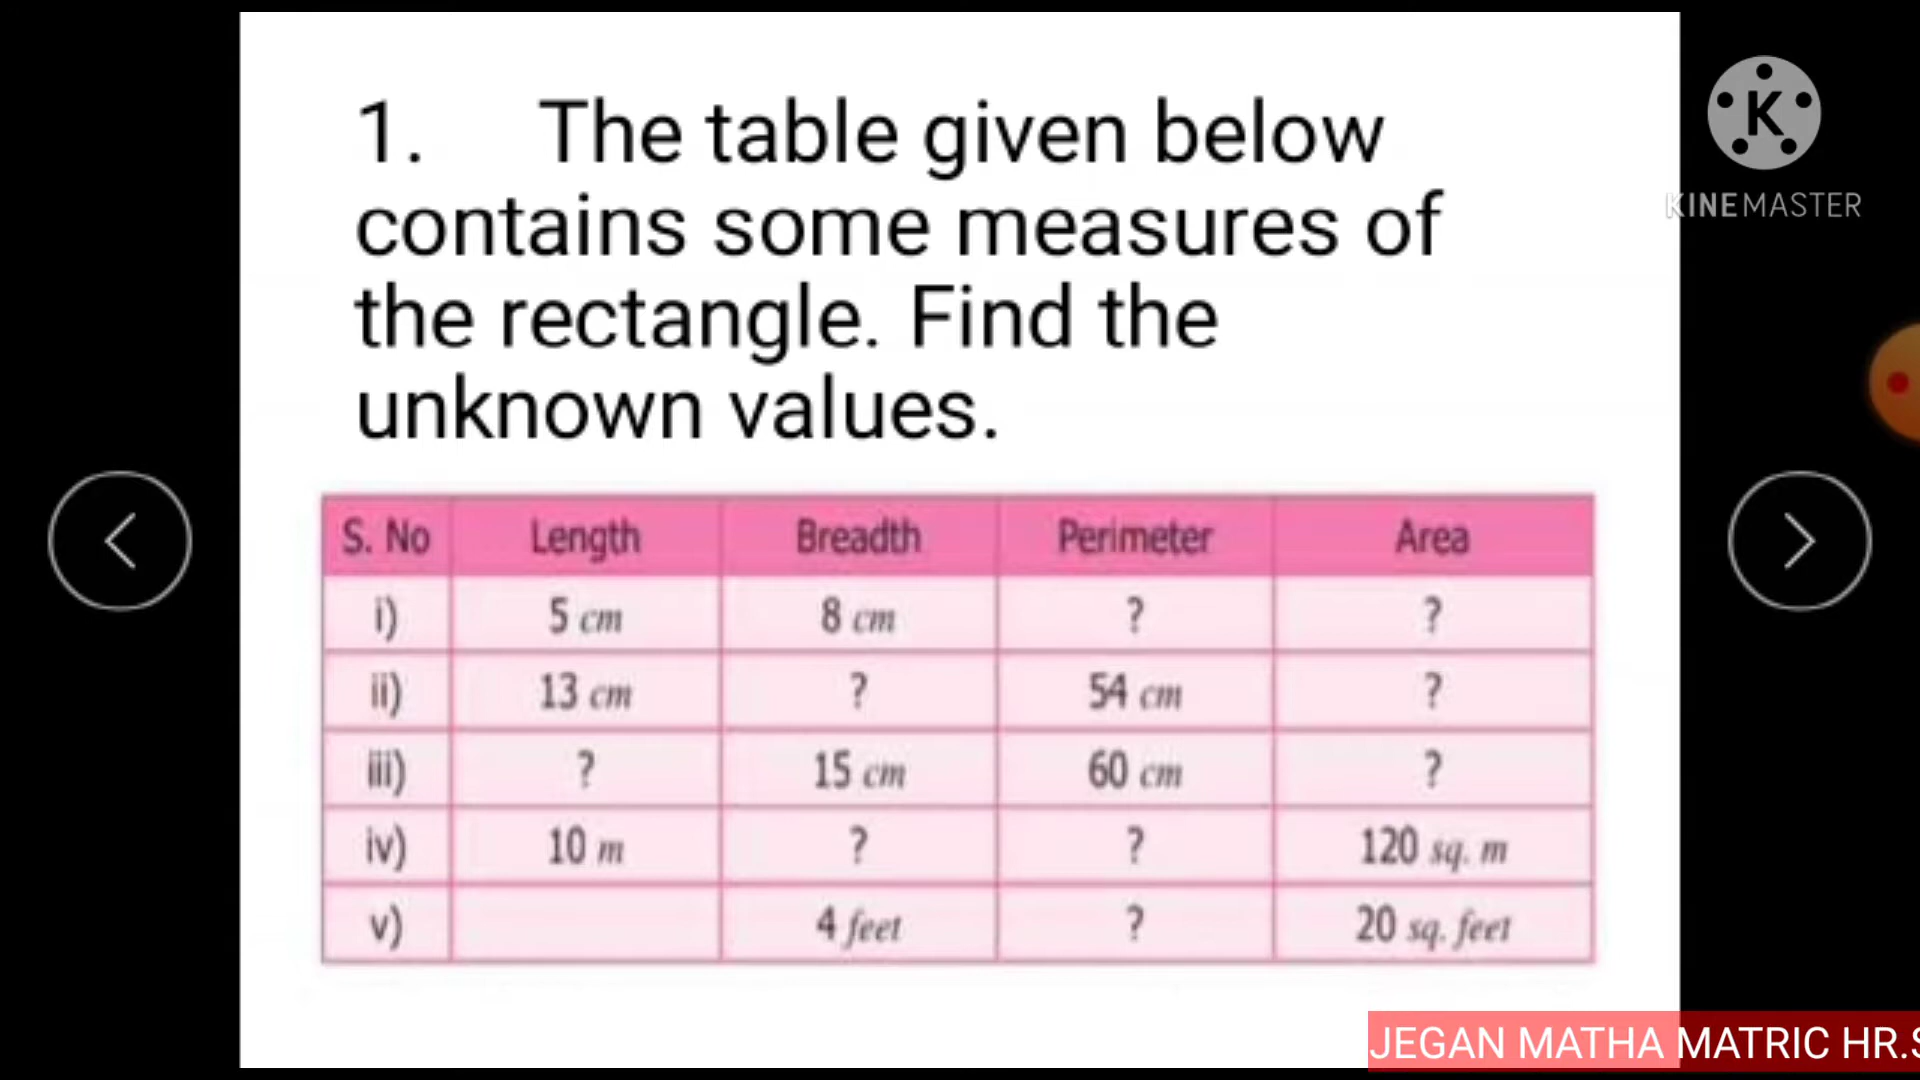 1. The table given below
contains some measures of
the rectangle. Find the
unknown values.
K
KINEMASTER
S. No Length Breadth Perimeter Area
i) 5 cm 8 cm ? ?
ii) 13 cm ? 54 cm ?
iii) ? 15 cm 60 cm ?
iv) 10 m ? ? 120 sq. m
v) 4 feet ? 20 sq. feet
JEGAN MATHA MATRIC HR.S